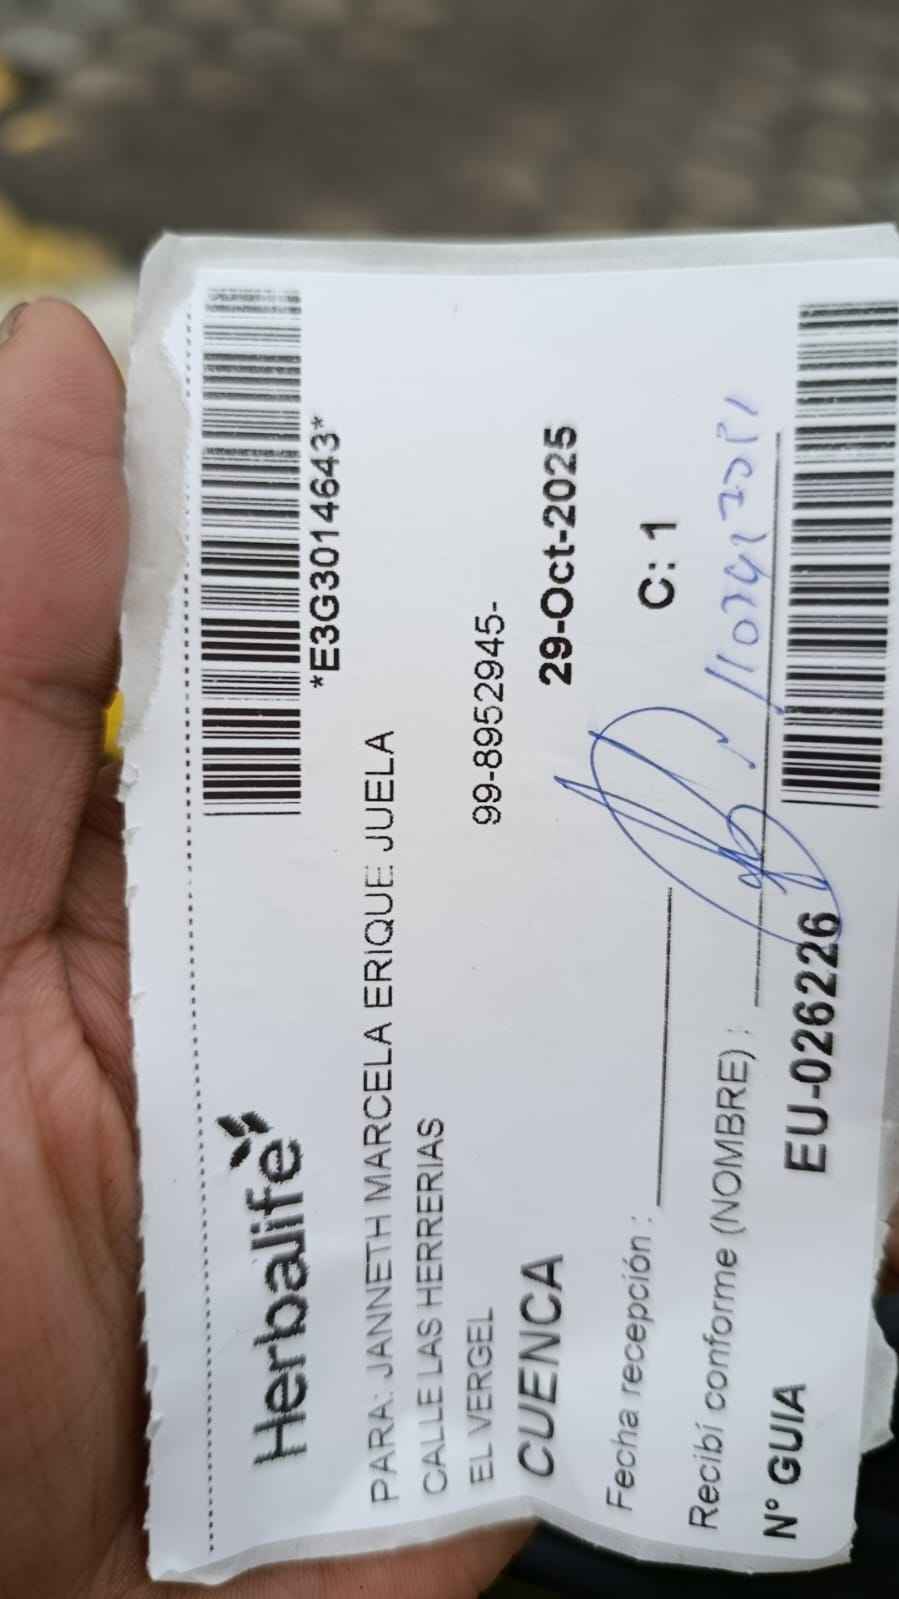 Herbalife
*E3G3014643*
PARA: JANNETH MARCELA ERIQUE JUELA
CALLE LAS HERRERIAS
EL VERGEL
99-8952945-
CUENCA
29-Oct-2025
Fecha recepción :
C: 1
Recibí conforme (NOMBRE) :
N° GUIA
EU-026226